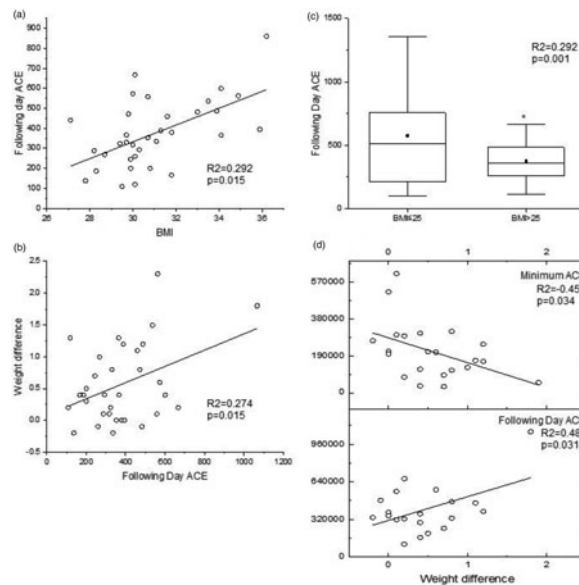 (a)
900
800
700
600
500
400
300
200
100
0
Following day ACE
R2=0.292
p=0.015
26 28 30 32 34 36
BMI
(c)
1500
1000
500
0
Following Day ACE
R2=0.292
p=0.001
BMI≤25 BMI>25
(b)
2.5
2.0
1.5
1.0
0.5
0.0
-0.5
Weight difference
R2=0.274
p=0.015
0 200 400 600 800 1000 1200
Following Day ACE
(d)
0 1 2
570000
380000
190000
0
Minimum ACE
R2=-0.45
p=0.034
960000
640000
320000
0
Following Day AC
R2=0.48
p=0.031
0 1 2
Weight difference